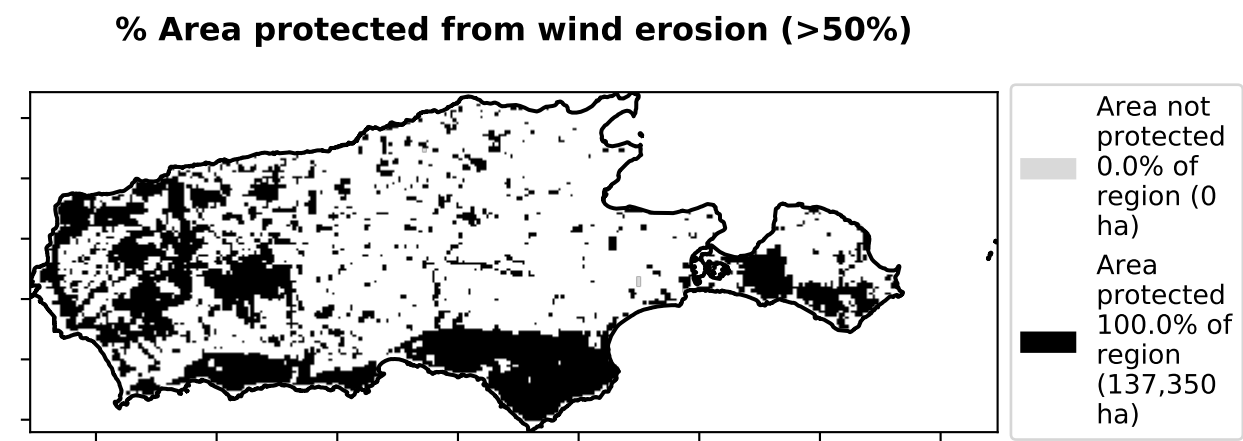 % Area protected from wind erosion (>50%)
Area not
protected
0.0% of
region (0
ha)
Area
protected
100.0% of
region
(137,350
ha)